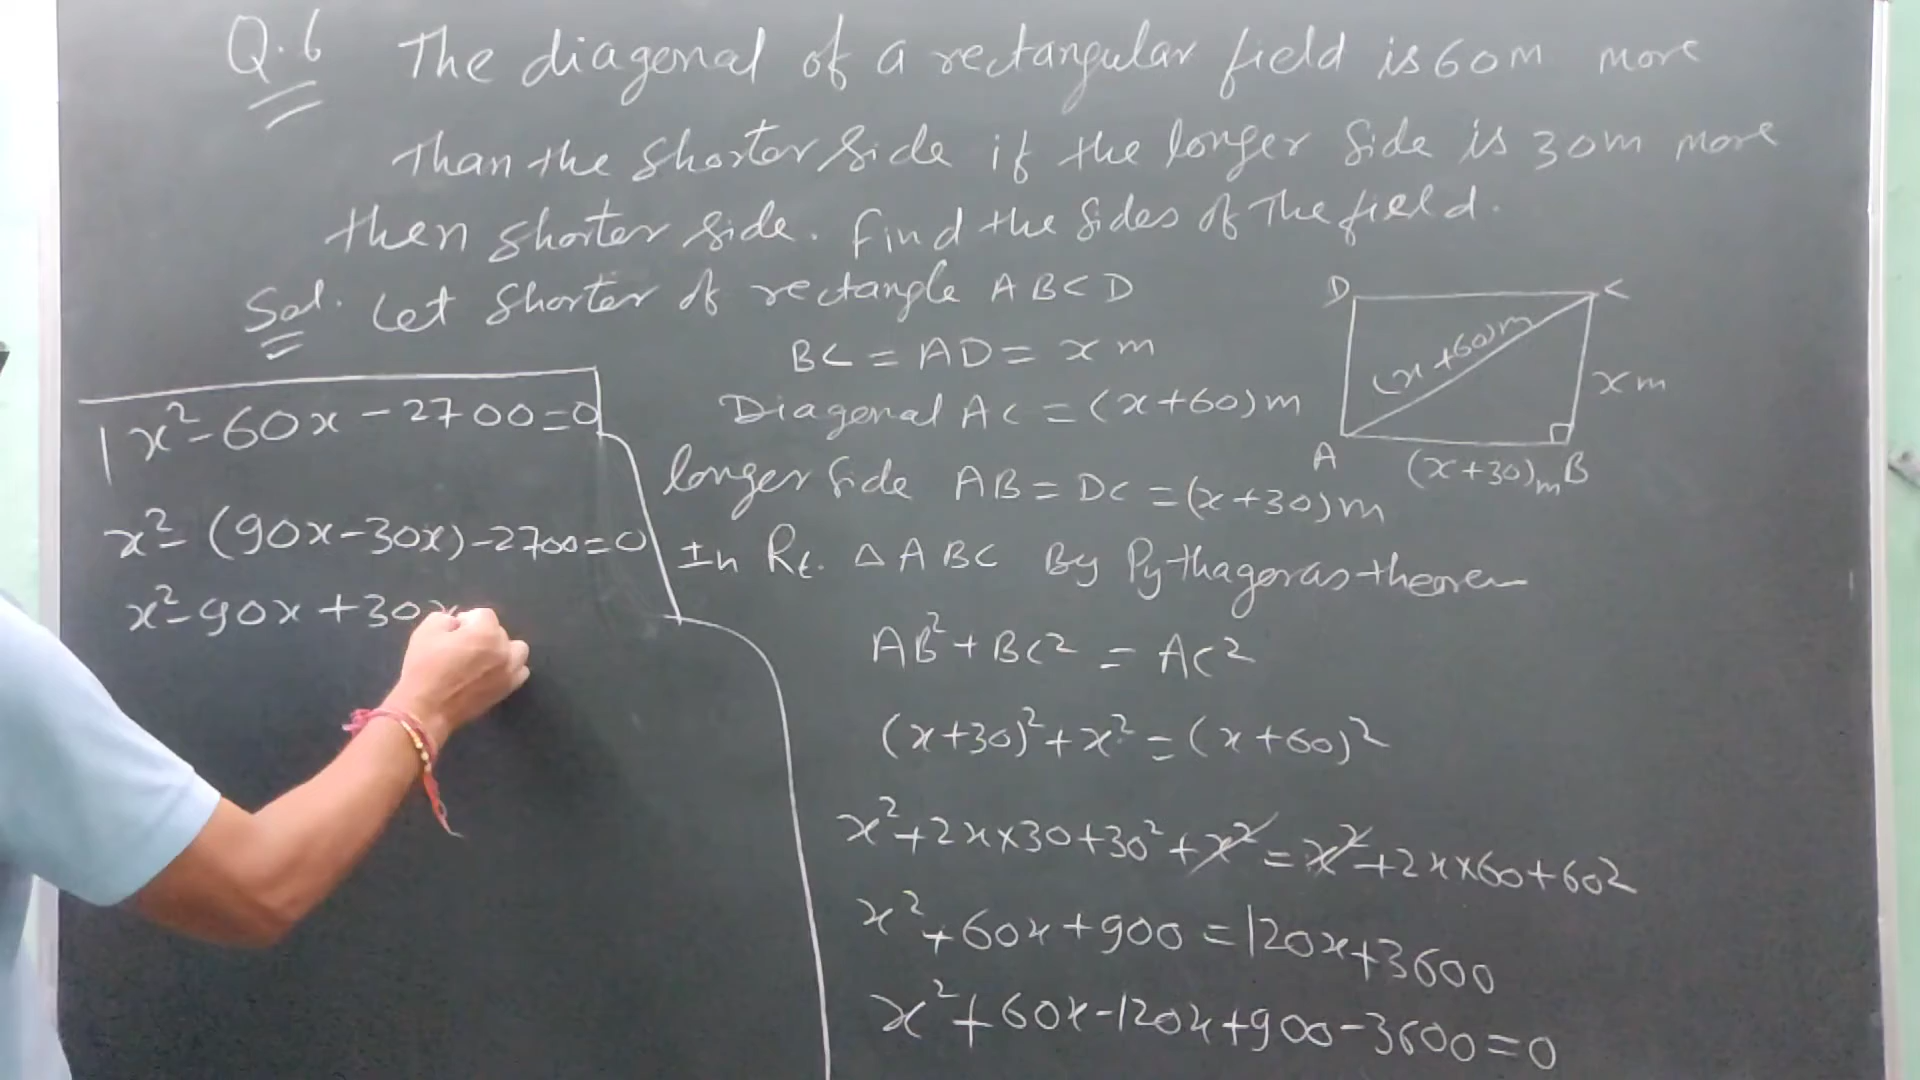 Q.6 The diagonal of a rectangular field is 60m more
than the shorter side if the longer side is 30m more
then shorter side. Find the sides of the field.
Sol. Let shorter of rectangle ABCD
BC = AD = x m
Diagonal AC = (x+60)m
longer side AB = DC = (x+30)m
In Rt. △ABC By Pythagoras theorem
AB²+BC² = AC²
(x+30)²+x² = (x+60)²
x²+2x×30+30²+x² = x²+2x×60+60²
x²+60x+900 = 120x+3600
x²+60x-120x+900-3600=0
D C
(x+60)m
x m
A (x+30)m B
1x²-60x-2700=0
x²-(90x-30x)-2700=0
x²-90x+30x